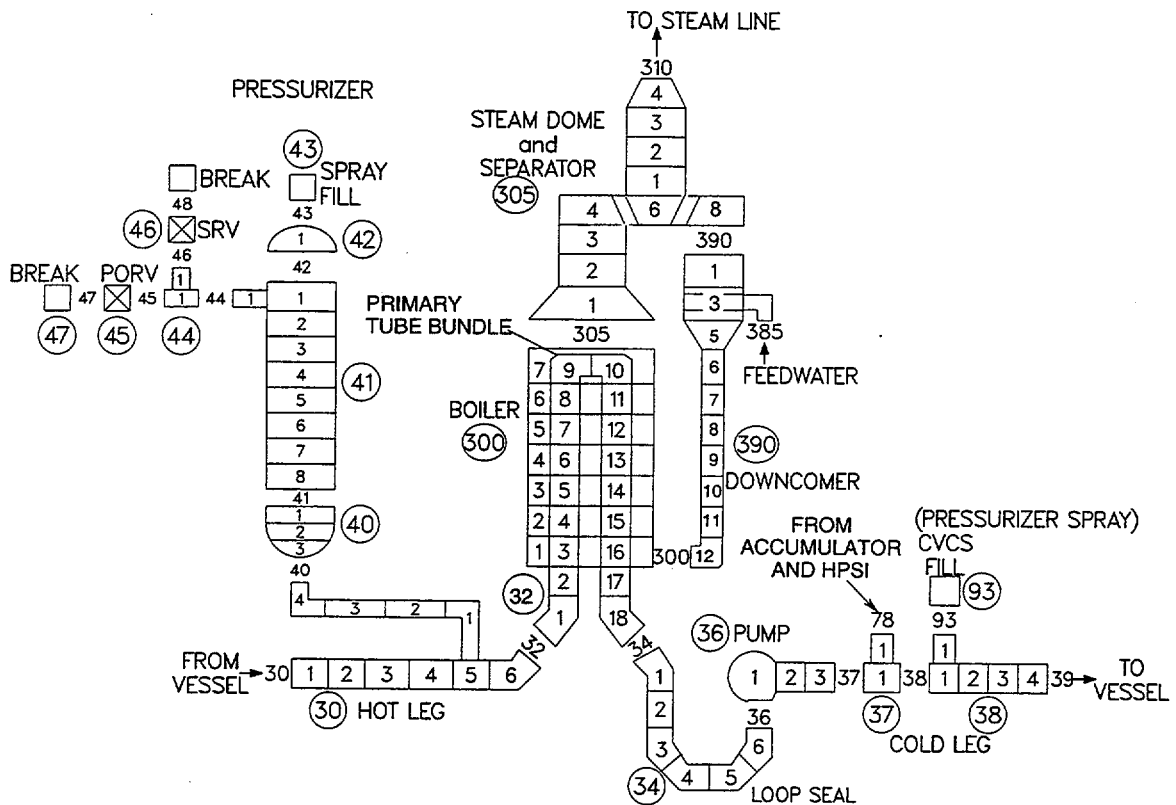 TO STEAM LINE
310
4
3
2
1
STEAM DOME
and
SEPARATOR
305
4 6 8
3
2
1
305
390
1
3
5
385
FEEDWATER
6
7
8
9
10
11
12
390
DOWNCOMER
300
PRESSURIZER
43
SPRAY
FILL
43
1
42
42
BREAK
48
46 SRV
46
1
BREAK PORV
47 45 1 44 1
47 45 44
1
2
3
4
5
6
7
8
41
41
1
2
3
40
40
4 3 2 1
PRIMARY
TUBE BUNDLE
BOILER
300
7 9 10
6 8 11
5 7 12
4 6 13
3 5 14
2 4 15
1 3 16
2 17
1 18
32
32
34
FROM
VESSEL
30 1 2 3 4 5 6
30 HOT LEG
1
2
3
4
5
6
34
LOOP SEAL
36 PUMP
1 2 3 37
36
FROM
ACCUMULATOR
AND HPSI
78
1
1 38
37
(PRESSURIZER SPRAY)
CVCS
FILL
93
93
1
1 2 3 4 39
38
COLD LEG
TO
VESSEL